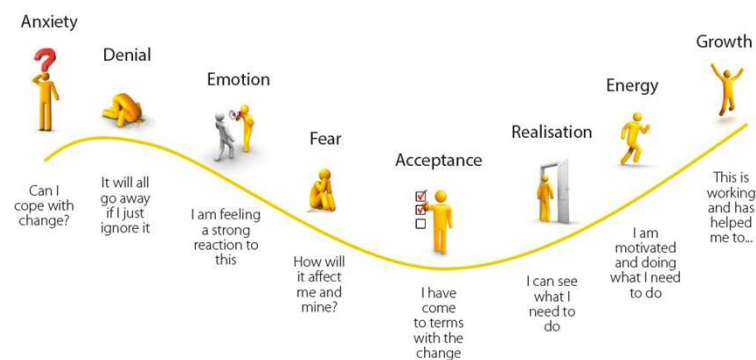 Anxiety
?
Can I
cope with
change?
Denial
It will all
go away
if I just
ignore it
Emotion
I am feeling
a strong
reaction to
this
Fear
How will
it affect
me and
mine?
Acceptance
I have
come
to terms
with the
change
Realisation
I can see
what I
need to
do
Energy
I am
motivated
and doing
what I need
to do
Growth
This is
working
and has
helped
me to...